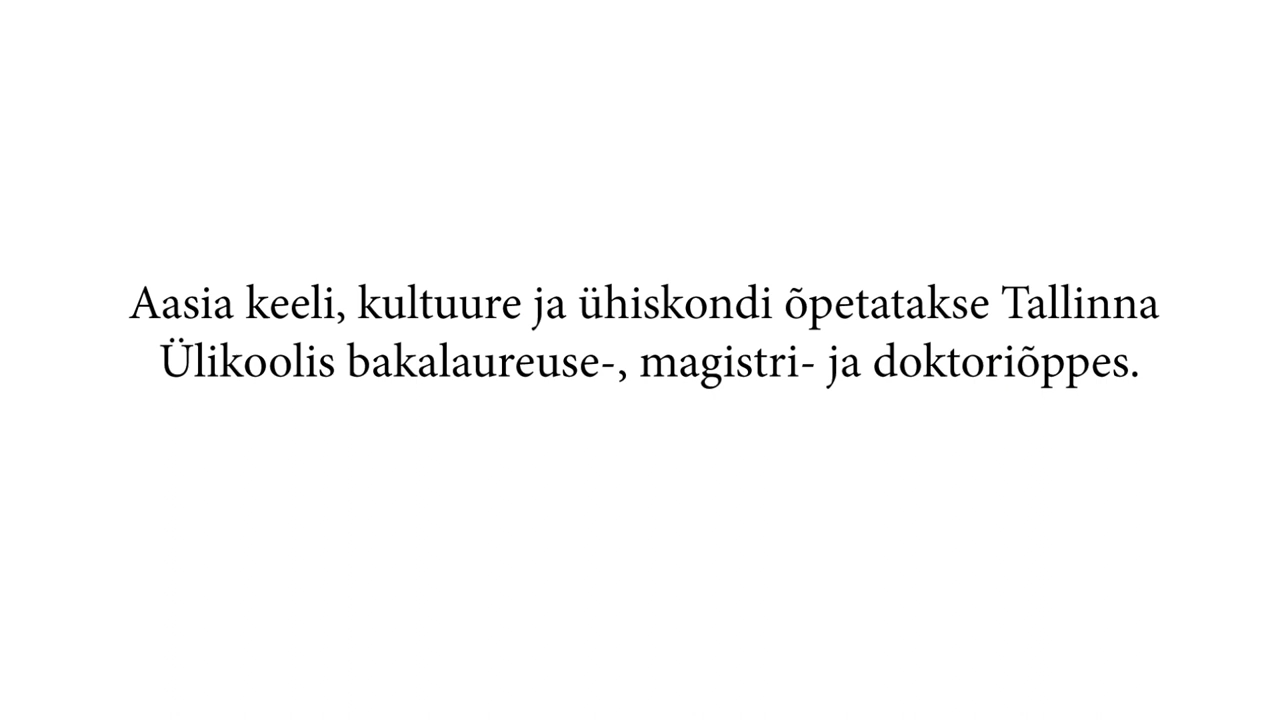 Aasia keeli, kultuure ja ühiskondi õpetatakse Tallinna
Ülikoolis bakalaureuse-, magistri- ja doktoriõppes.